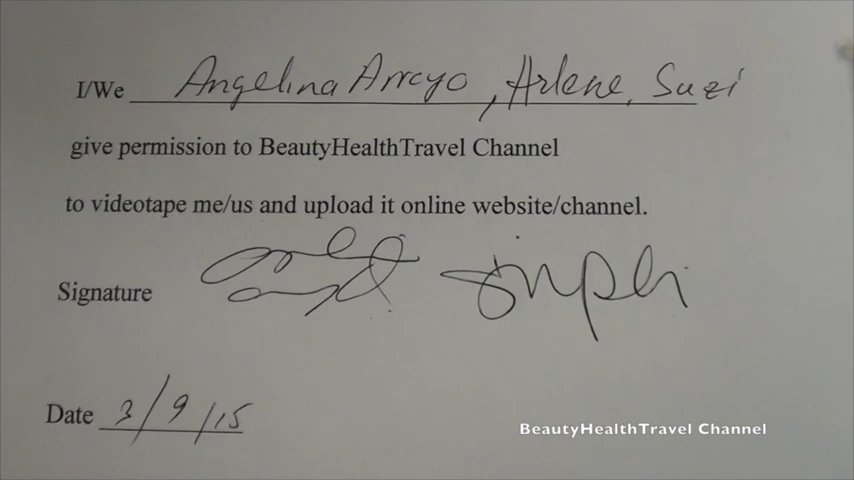 I/We Angelina Arroyo, Arlene, Suzi
give permission to BeautyHealthTravel Channel
to videotape me/us and upload it online website/channel.
Signature
Date 3/9/15
BeautyHealthTravel Channel